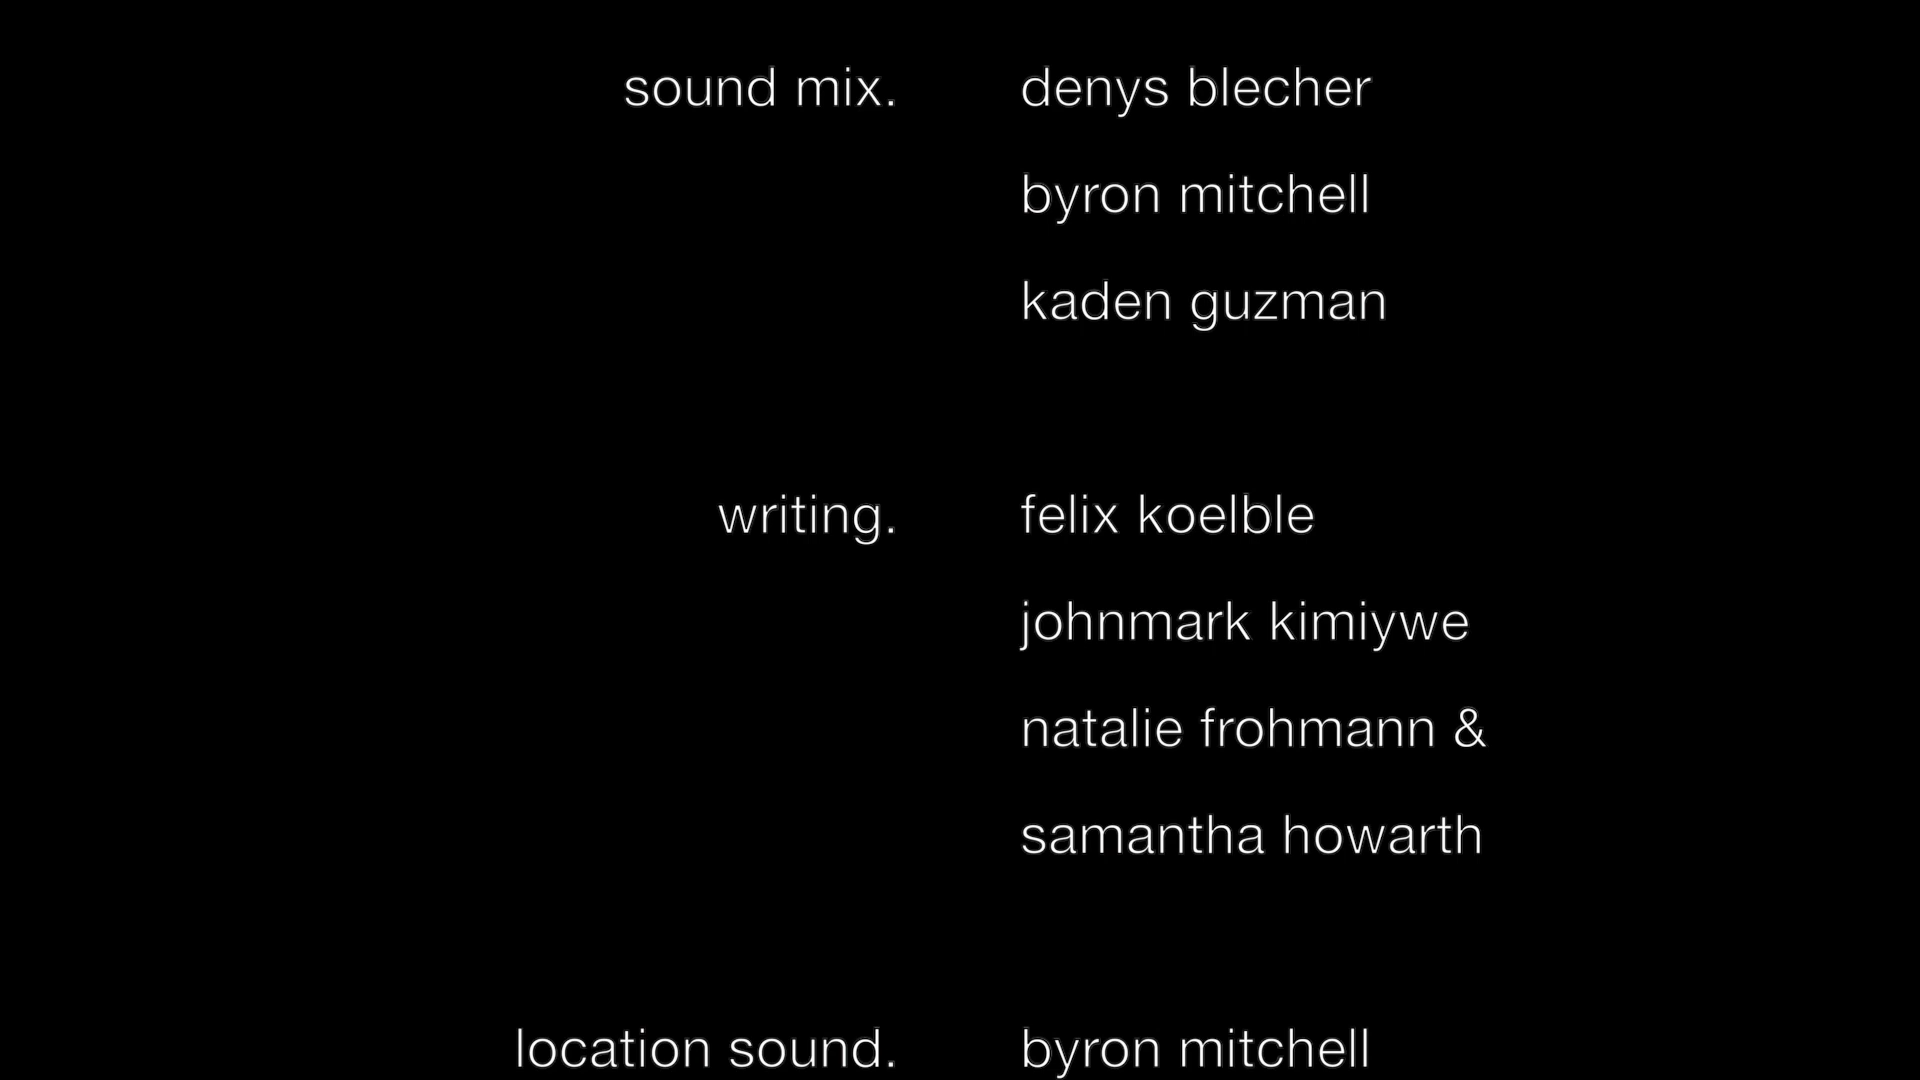 sound mix. denys blecher
byron mitchell
kaden guzman
writing. felix koelble
johnmark kimiywe
natalie frohmann &
samantha howarth
location sound. byron mitchell